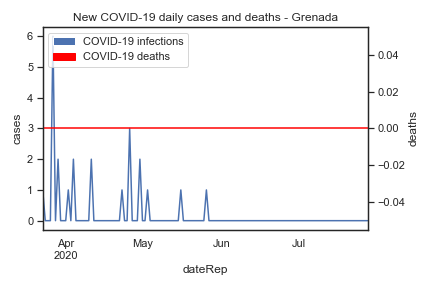 New COVID-19 daily cases and deaths - Grenada
COVID-19 infections
COVID-19 deaths
6
5
4
3
2
1
0
cases
0.04
0.02
0.00
−0.02
−0.04
deaths
Apr
2020
May
Jun
Jul
dateRep